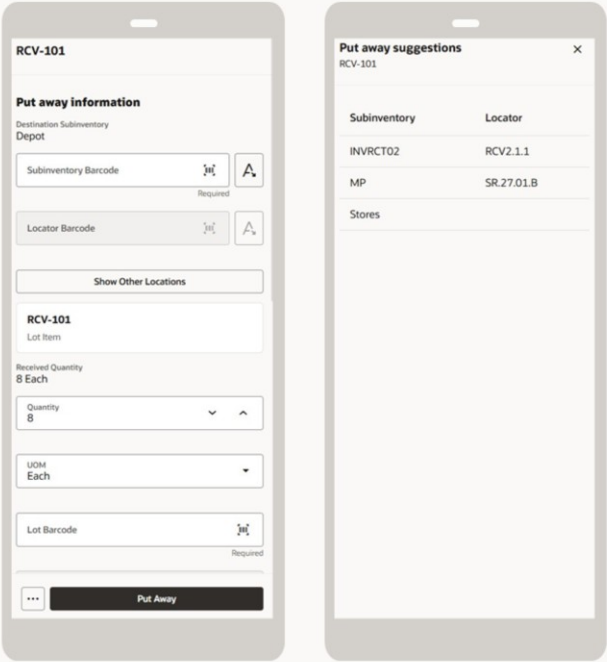 RCV-101
Put away information
Destination Subinventory
Depot
Subinventory Barcode
Required
Locator Barcode
Show Other Locations
RCV-101
Lot Item
Received Quantity
8 Each
Quantity
8
UOM
Each
Lot Barcode
Required
Put Away
Put away suggestions
RCV-101
Subinventory Locator
INVRCT02 RCV2.1.1
MP SR.27.01.B
Stores